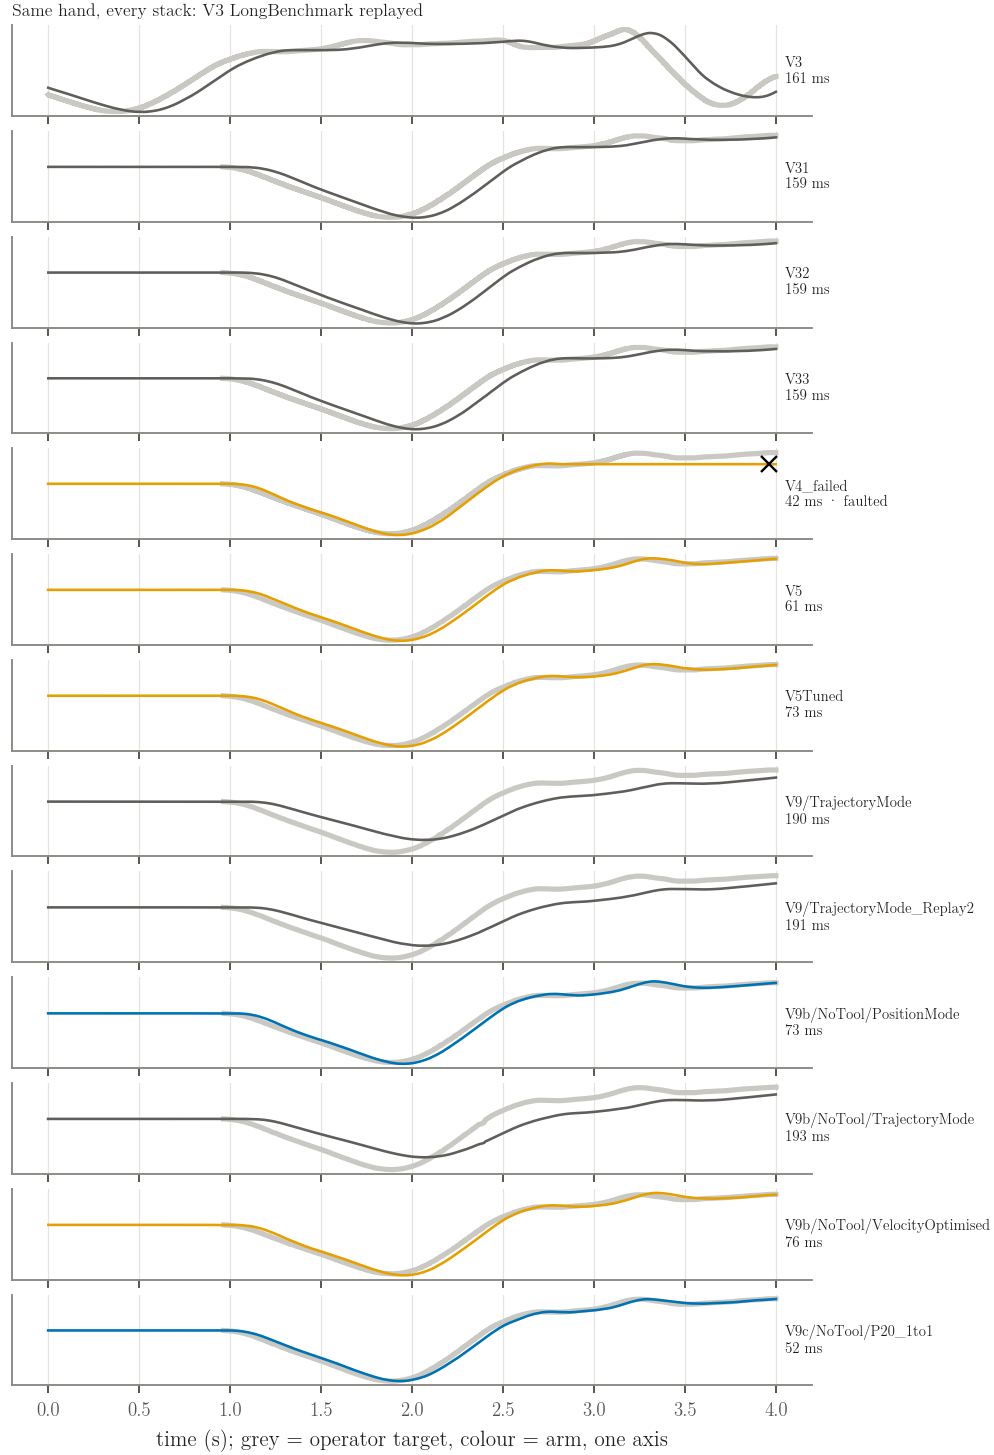 Same hand, every stack: V3 LongBenchmark replayed
V3
161 ms
V31
159 ms
V32
159 ms
V33
159 ms
V4_failed
42 ms · faulted
V5
61 ms
V5Tuned
73 ms
V9/TrajectoryMode
190 ms
V9/TrajectoryMode_Replay2
191 ms
V9b/NoTool/PositionMode
73 ms
V9b/NoTool/TrajectoryMode
193 ms
V9b/NoTool/VelocityOptimised
76 ms
V9c/NoTool/P20_1to1
52 ms
0.0 0.5 1.0 1.5 2.0 2.5 3.0 3.5 4.0
time (s); grey = operator target, colour = arm, one axis